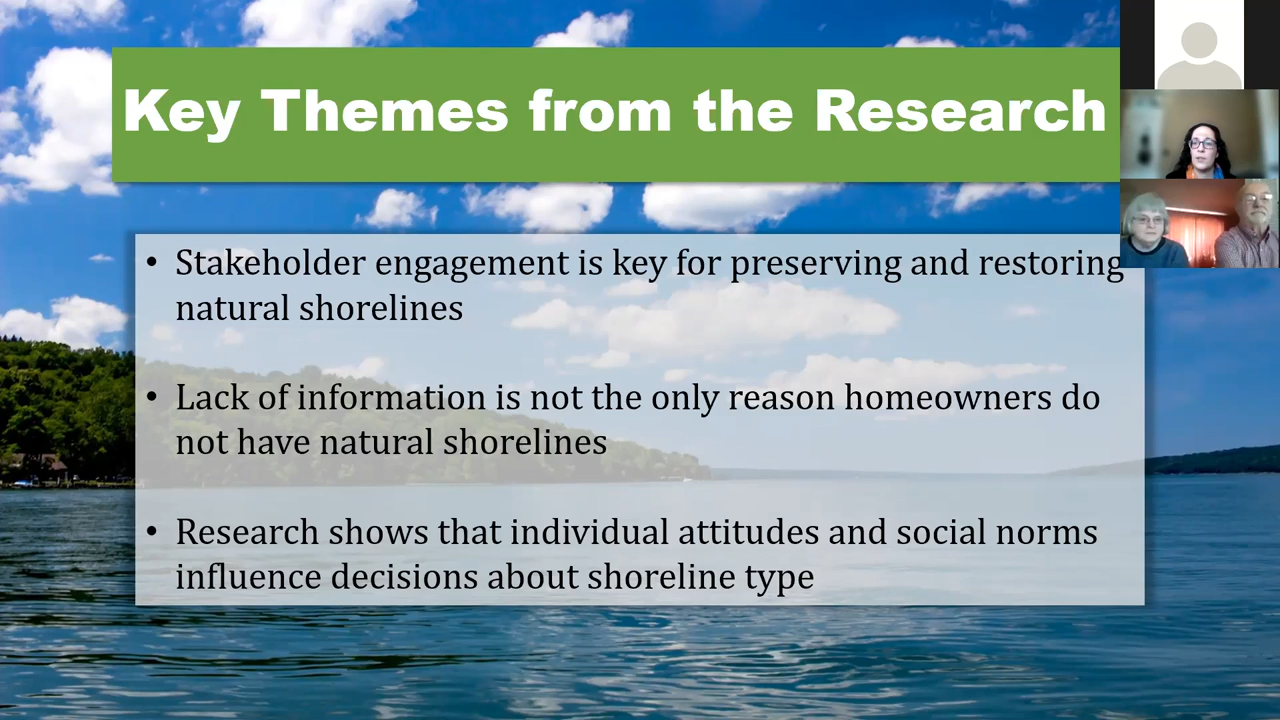 Key Themes from the Research
• Stakeholder engagement is key for preserving and restoring
natural shorelines
• Lack of information is not the only reason homeowners do
not have natural shorelines
• Research shows that individual attitudes and social norms
influence decisions about shoreline type